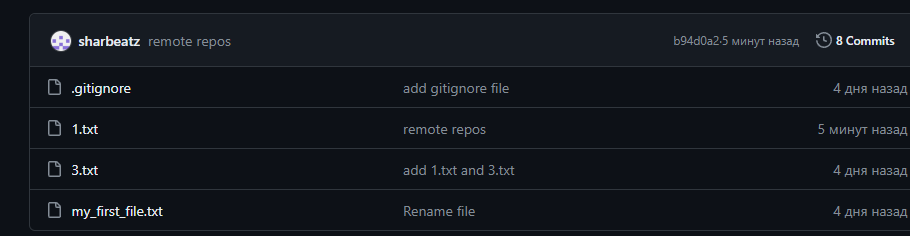 sharbeatz remote repos b94d0a2·5 минут назад 8 Commits
.gitignore add gitignore file 4 дня назад
1.txt remote repos 5 минут назад
3.txt add 1.txt and 3.txt 4 дня назад
my_first_file.txt Rename file 4 дня назад